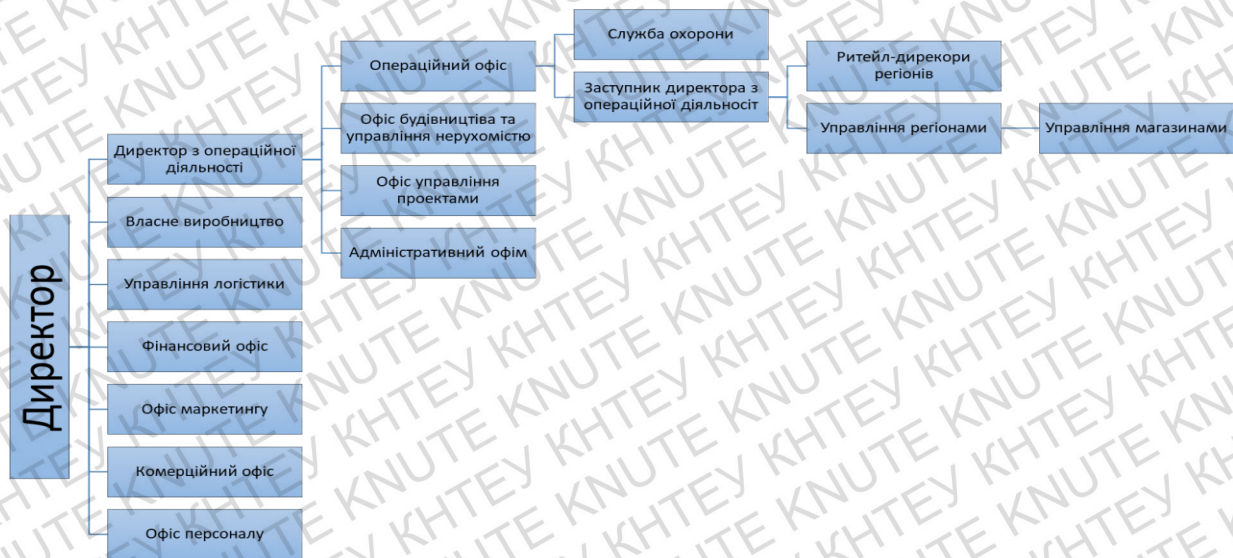 Директор
Директор з операційної
діяльності
Власне виробництво
Управління логістики
Фінансовий офіс
Офіс маркетингу
Комерційний офіс
Офіс персоналу
Операційний офіс
Офіс будівництіва та
управління нерухомістю
Офіс управління
проектами
Адміністративний офім
Служба охорони
Заступник директора з
операційної діяльносіт
Ритейл-дирекори
регіонів
Управління регіонами
Управління магазинами
KNUTE КНТЕУ